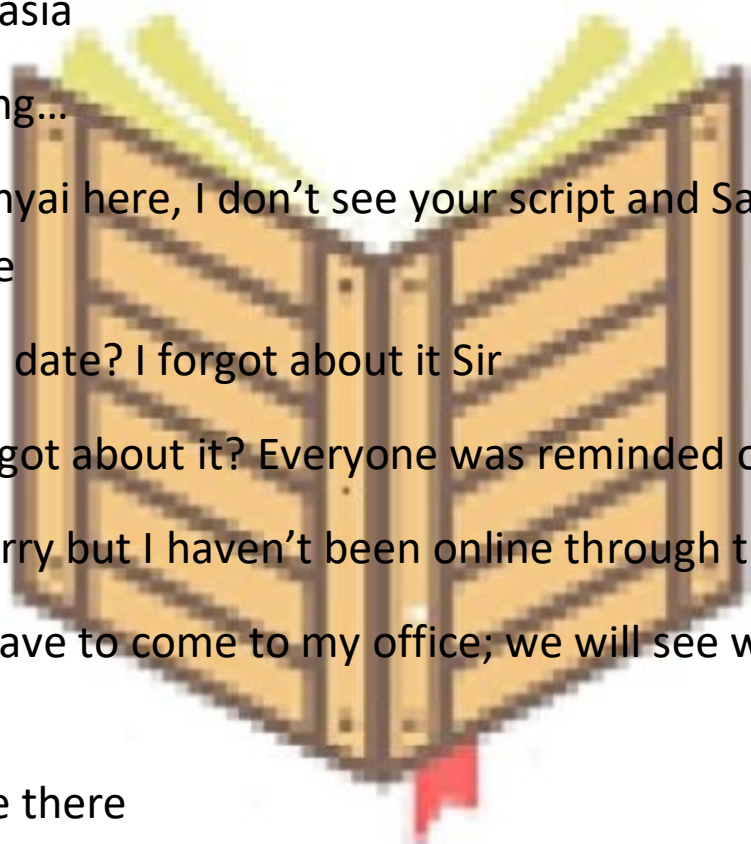 asia
ng...
nyai here, I don’t see your script and Sa
e
date? I forgot about it Sir
got about it? Everyone was reminded o
rry but I haven’t been online through t
ave to come to my office; we will see w
e there